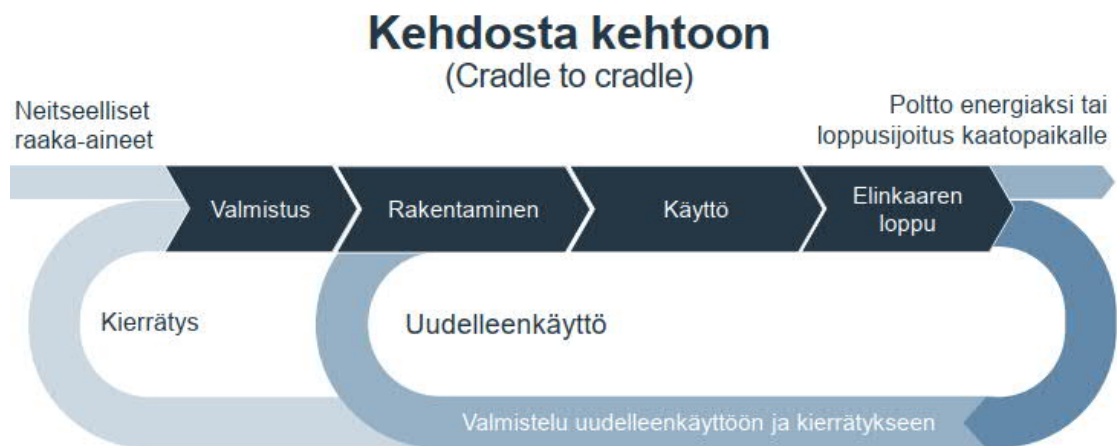 Kehdosta kehtoon
(Cradle to cradle)
Neitseelliset
raaka-aineet
Poltto energiaksi tai
loppusijoitus kaatopaikalle
Valmistus
Rakentaminen
Käyttö
Elinkaaren
loppu
Kierrätys
Uudelleenkäyttö
Valmistelu uudelleenkäyttöön ja kierrätykseen